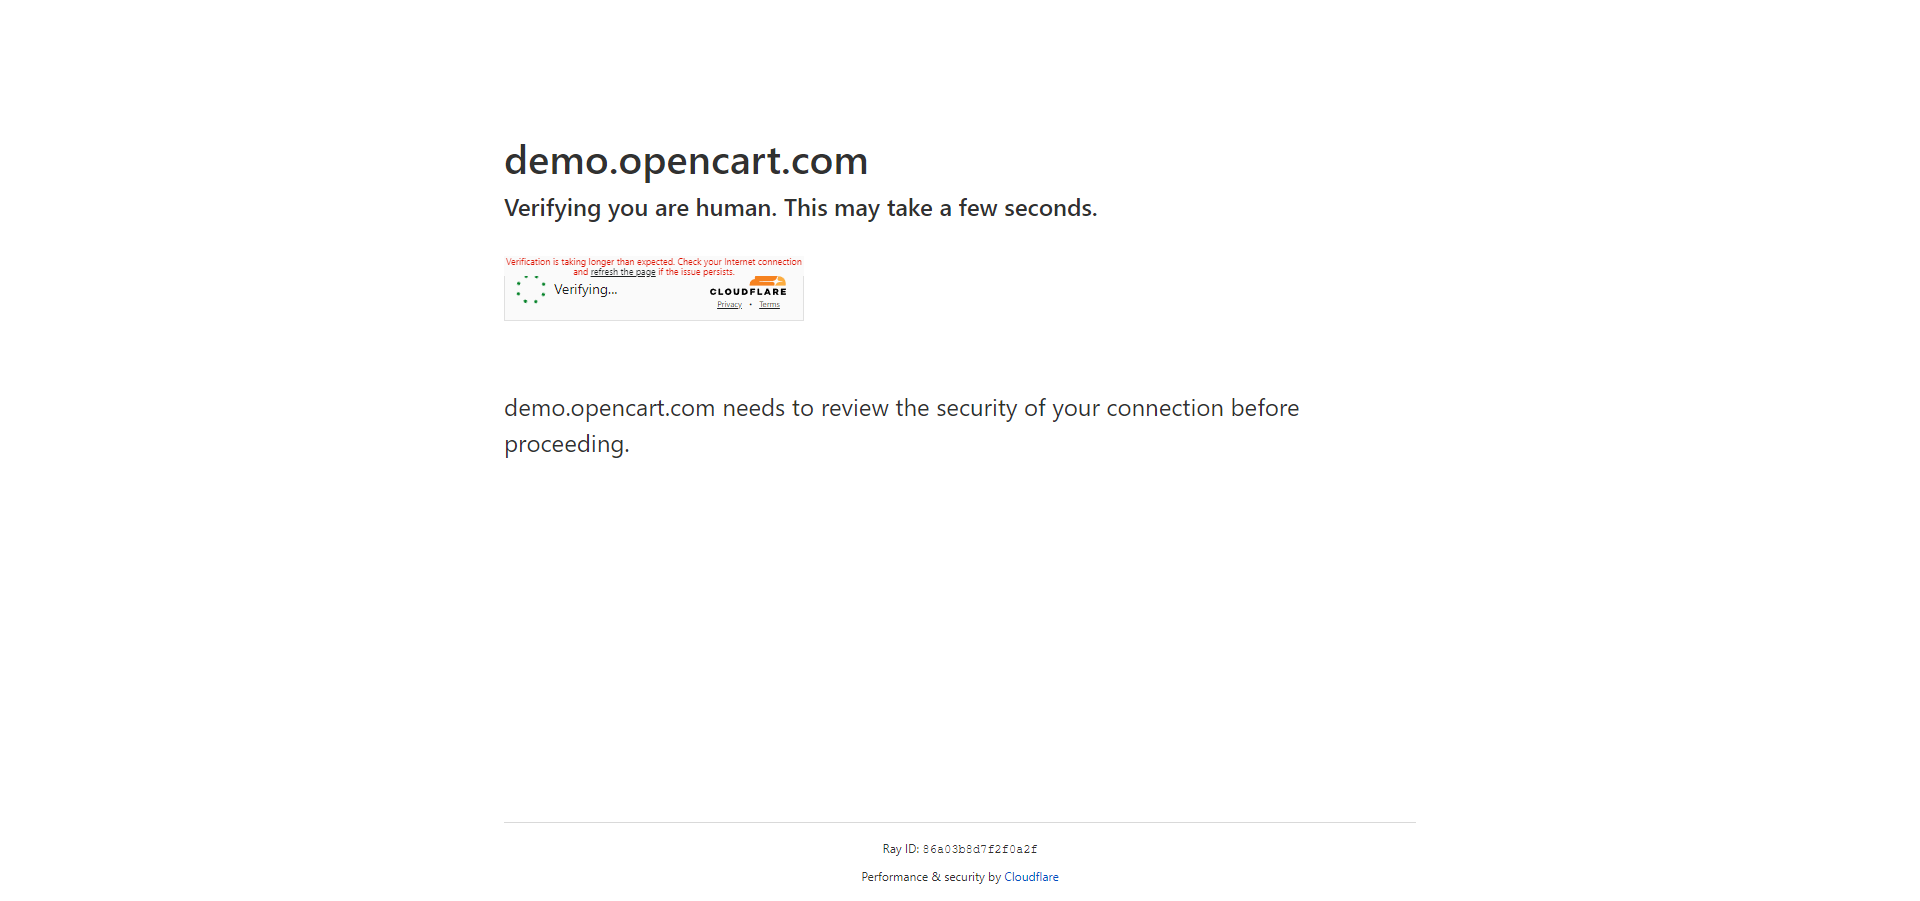 demo.opencart.com
Verifying you are human. This may take a few seconds.
Verification is taking longer than expected. Check your Internet connection
and refresh the page if the issue persists.
Verifying...
CLOUDFLARE
Privacy • Terms
demo.opencart.com needs to review the security of your connection before
proceeding.
Ray ID: 86a03b8d7f2f0a2f
Performance & security by Cloudflare